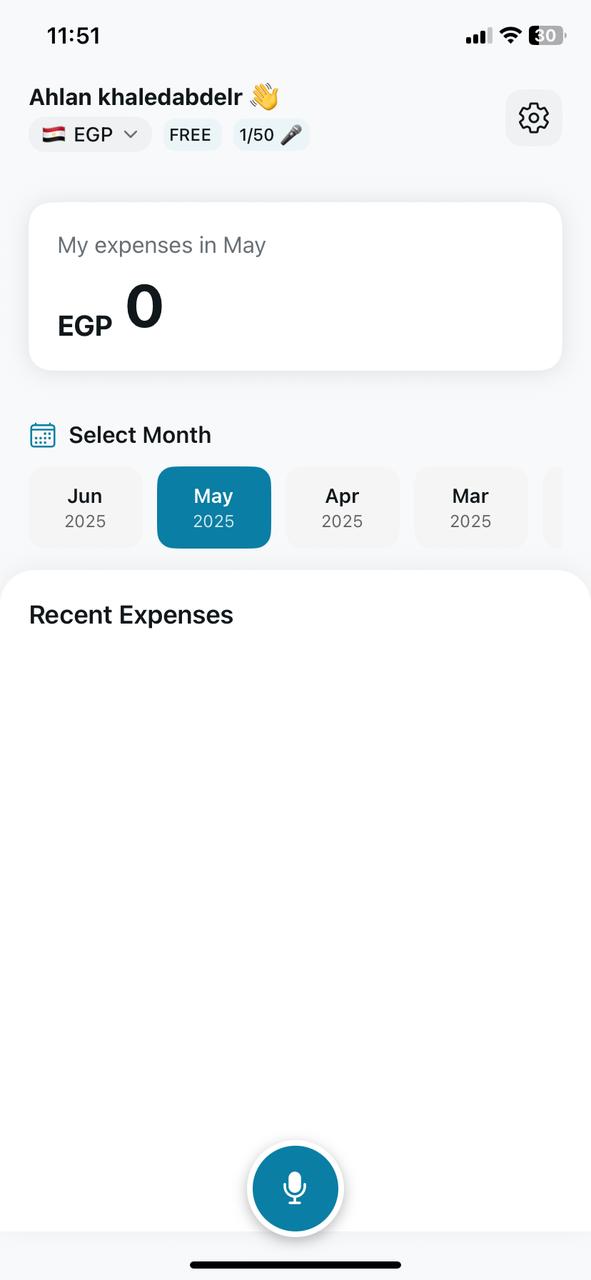 11:51
30
Ahlan khaledabdelr 👋
🇪🇬 EGP
FREE
1/50 🎤
My expenses in May
EGP 0
Select Month
Jun
2025
May
2025
Apr
2025
Mar
2025
Recent Expenses